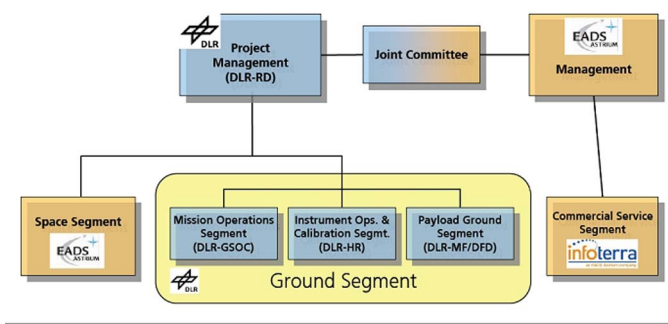 DLR
Project
Management
(DLR-RD)
Joint Committee
EADS
ASTRIUM
Management
Space Segment
EADS
ASTRIUM
Mission Operations
Segment
(DLR-GSOC)
Instrument Ops. &
Calibration Segmt.
(DLR-HR)
Payload Ground
Segment
(DLR-MF/DFD)
DLR
Ground Segment
Commercial Service
Segment
infoterra